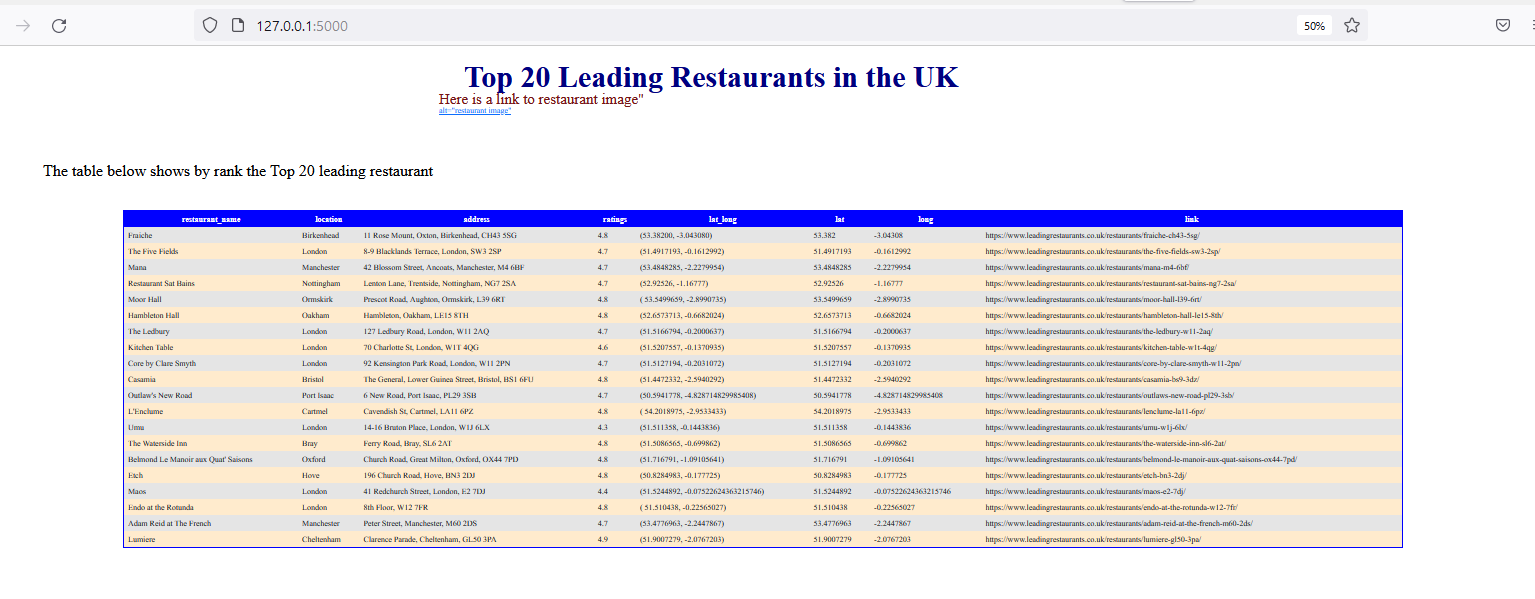 127.0.0.1:5000
50%
Top 20 Leading Restaurants in the UK
Here is a link to restaurant image"
alt="restaurant image"
The table below shows by rank the Top 20 leading restaurant
restaurant_name location address ratings lat_long lat long link
Fraiche Birkenhead 11 Rose Mount, Oxton, Birkenhead, CH43 5SG 4.8 (53.38200, -3.043080) 53.382 -3.04308 https://www.leadingrestaurants.co.uk/restaurants/fraiche-ch43-5sg/
The Five Fields London 8-9 Blacklands Terrace, London, SW3 2SP 4.7 (51.4917193, -0.1612992) 51.4917193 -0.1612992 https://www.leadingrestaurants.co.uk/restaurants/the-five-fields-sw3-2sp/
Mana Manchester 42 Blossom Street, Ancoats, Manchester, M4 6BF 4.7 (53.4848285, -2.2279954) 53.4848285 -2.2279954 https://www.leadingrestaurants.co.uk/restaurants/mana-m4-6bf/
Restaurant Sat Bains Nottingham Lenton Lane, Trentside, Nottingham, NG7 2SA 4.7 (52.92526, -1.16777) 52.92526 -1.16777 https://www.leadingrestaurants.co.uk/restaurants/restaurant-sat-bains-ng7-2sa/
Moor Hall Ormskirk Prescot Road, Aughton, Ormskirk, L39 6RT 4.8 ( 53.5499659, -2.8990735) 53.5499659 -2.8990735 https://www.leadingrestaurants.co.uk/restaurants/moor-hall-l39-6rt/
Hambleton Hall Oakham Hambleton, Oakham, LE15 8TH 4.8 (52.6573713, -0.6682024) 52.6573713 -0.6682024 https://www.leadingrestaurants.co.uk/restaurants/hambleton-hall-le15-8th/
The Ledbury London 127 Ledbury Road, London, W11 2AQ 4.7 (51.5166794, -0.2000637) 51.5166794 -0.2000637 https://www.leadingrestaurants.co.uk/restaurants/the-ledbury-w11-2aq/
Kitchen Table London 70 Charlotte St, London, W1T 4QG 4.6 (51.5207557, -0.1370935) 51.5207557 -0.1370935 https://www.leadingrestaurants.co.uk/restaurants/kitchen-table-w1t-4qg/
Core by Clare Smyth London 92 Kensington Park Road, London, W11 2PN 4.7 (51.5127194, -0.2031072) 51.5127194 -0.2031072 https://www.leadingrestaurants.co.uk/restaurants/core-by-clare-smyth-w11-2pn/
Casamia Bristol The General, Lower Guinea Street, Bristol, BS1 6FU 4.8 (51.4472332, -2.5940292) 51.4472332 -2.5940292 https://www.leadingrestaurants.co.uk/restaurants/casamia-bs9-3dz/
Outlaw's New Road Port Isaac 6 New Road, Port Isaac, PL29 3SB 4.7 (50.5941778, -4.828714829985408) 50.5941778 -4.828714829985408 https://www.leadingrestaurants.co.uk/restaurants/outlaws-new-road-pl29-3sb/
L'Enclume Cartmel Cavendish St, Cartmel, LA11 6PZ 4.8 ( 54.2018975, -2.9533433) 54.2018975 -2.9533433 https://www.leadingrestaurants.co.uk/restaurants/lenclume-la11-6pz/
Umu London 14-16 Bruton Place, London, W1J 6LX 4.3 (51.511358, -0.1443836) 51.511358 -0.1443836 https://www.leadingrestaurants.co.uk/restaurants/umu-w1j-6lx/
The Waterside Inn Bray Ferry Road, Bray, SL6 2AT 4.8 (51.5086565, -0.699862) 51.5086565 -0.699862 https://www.leadingrestaurants.co.uk/restaurants/the-waterside-inn-sl6-2at/
Belmond Le Manoir aux Quat' Saisons Oxford Church Road, Great Milton, Oxford, OX44 7PD 4.8 (51.716791, -1.09105641) 51.716791 -1.09105641 https://www.leadingrestaurants.co.uk/restaurants/belmond-le-manoir-aux-quat-saisons-ox44-7pd/
Etch Hove 196 Church Road, Hove, BN3 2DJ 4.8 (50.8284983, -0.177725) 50.8284983 -0.177725 https://www.leadingrestaurants.co.uk/restaurants/etch-bn3-2dj/
Maos London 41 Redchurch Street, London, E2 7DJ 4.4 (51.5244892, -0.07522624363215746) 51.5244892 -0.07522624363215746 https://www.leadingrestaurants.co.uk/restaurants/maos-e2-7dj/
Endo at the Rotunda London 8th Floor, W12 7FR 4.8 ( 51.510438, -0.22565027) 51.510438 -0.22565027 https://www.leadingrestaurants.co.uk/restaurants/endo-at-the-rotunda-w12-7fr/
Adam Reid at The French Manchester Peter Street, Manchester, M60 2DS 4.7 (53.4776963, -2.2447867) 53.4776963 -2.2447867 https://www.leadingrestaurants.co.uk/restaurants/adam-reid-at-the-french-m60-2ds/
Lumiere Cheltenham Clarence Parade, Cheltenham, GL50 3PA 4.9 (51.9007279, -2.0767203) 51.9007279 -2.0767203 https://www.leadingrestaurants.co.uk/restaurants/lumiere-gl50-3pa/